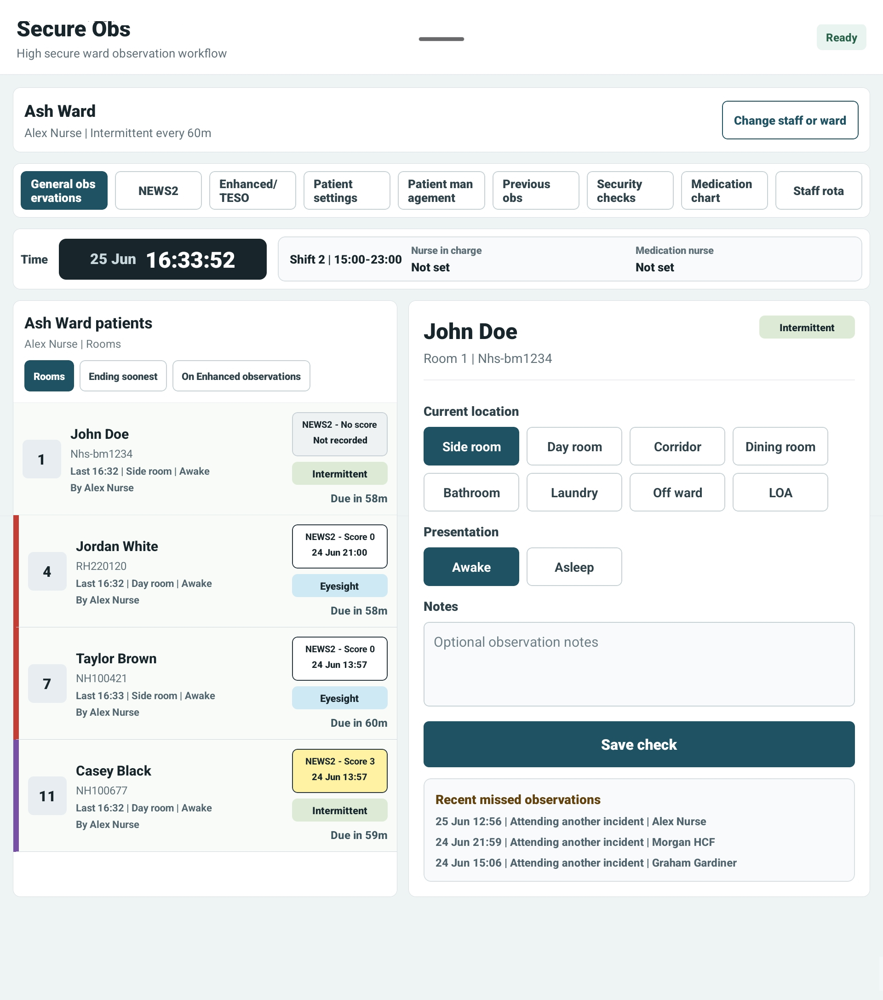 Secure Obs
High secure ward observation workflow
Ready
Ash Ward
Alex Nurse | Intermittent every 60m
Change staff or ward
General obs
ervations
NEWS2
Enhanced/
TESO
Patient
settings
Patient man
agement
Previous
obs
Security
checks
Medication
chart
Staff rota
Time
25 Jun 16:33:52
Shift 2 | 15:00-23:00
Nurse in charge
Not set
Medication nurse
Not set
Ash Ward patients
Alex Nurse | Rooms
Rooms
Ending soonest
On Enhanced observations
1
John Doe
Nhs-bm1234
Last 16:32 | Side room | Awake
By Alex Nurse
NEWS2 - No score
Not recorded
Intermittent
Due in 58m
4
Jordan White
RH220120
Last 16:32 | Day room | Awake
By Alex Nurse
NEWS2 - Score 0
24 Jun 21:00
Eyesight
Due in 58m
7
Taylor Brown
NH100421
Last 16:33 | Side room | Awake
By Alex Nurse
NEWS2 - Score 0
24 Jun 13:57
Eyesight
Due in 60m
11
Casey Black
NH100677
Last 16:32 | Day room | Awake
By Alex Nurse
NEWS2 - Score 3
24 Jun 13:57
Intermittent
Due in 59m
John Doe
Room 1 | Nhs-bm1234
Intermittent
Current location
Side room
Day room
Corridor
Dining room
Bathroom
Laundry
Off ward
LOA
Presentation
Awake
Asleep
Notes
Optional observation notes
Save check
Recent missed observations
25 Jun 12:56 | Attending another incident | Alex Nurse
24 Jun 21:59 | Attending another incident | Morgan HCF
24 Jun 15:06 | Attending another incident | Graham Gardiner